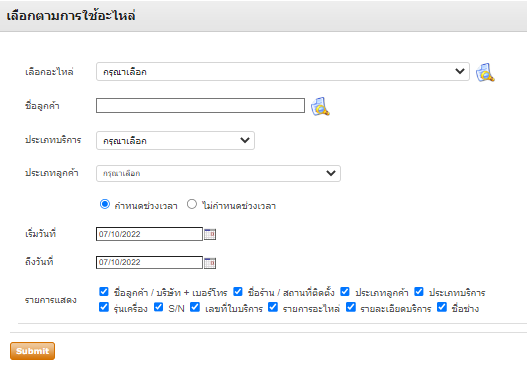 เลือกตามการใช้อะไหล่
เลือกอะไหล่ กรุณาเลือก
ชื่อลูกค้า
ประเภทบริการ กรุณาเลือก
ประเภทลูกค้า กรุณาเลือก
กำหนดช่วงเวลา ไม่กำหนดช่วงเวลา
เริ่มวันที่ 07/10/2022
ถึงวันที่ 07/10/2022
รายการแสดง ชื่อลูกค้า / บริษัท + เบอร์โทร ชื่อร้าน / สถานที่ติดตั้ง ประเภทลูกค้า ประเภทบริการ
รุ่นเครื่อง S/N เลขที่ใบบริการ รายการอะไหล่ รายละเอียดบริการ ชื่อช่าง
Submit